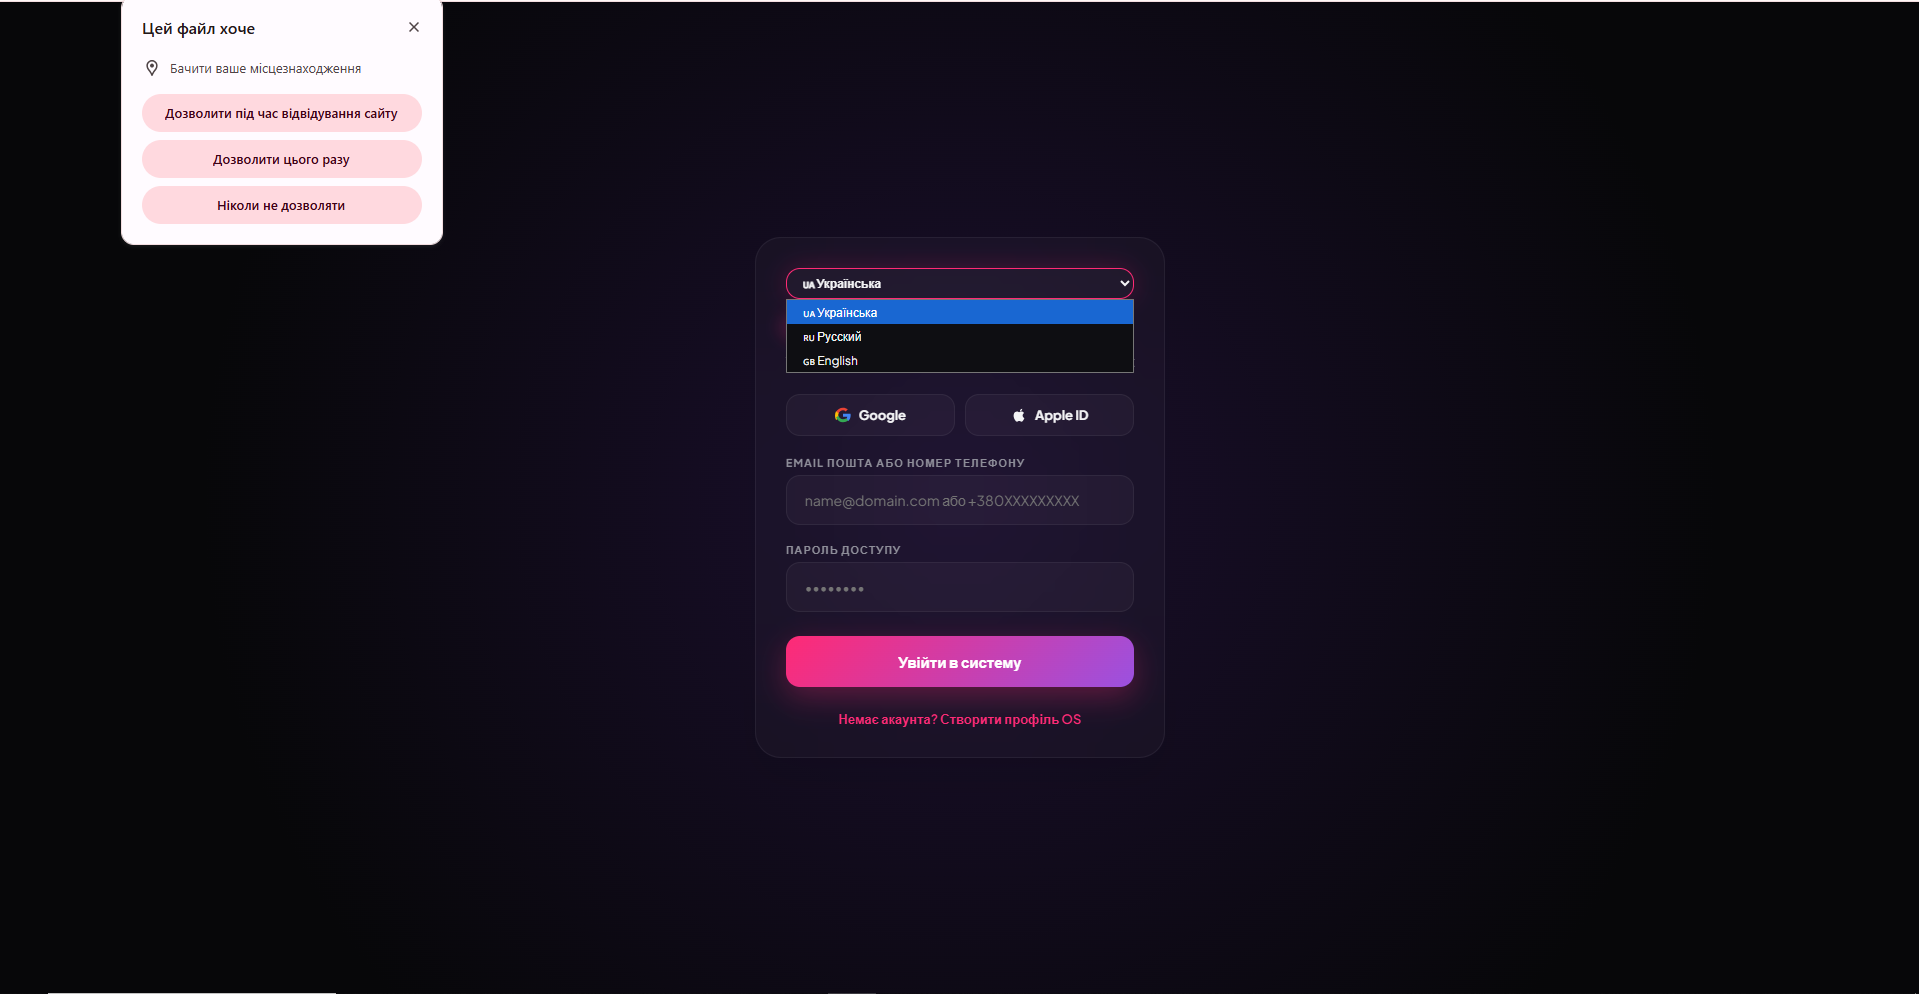 Цей файл хоче
Бачити ваше місцезнаходження
Дозволити під час відвідування сайту
Дозволити цього разу
Ніколи не дозволяти
UA Українська
UA Українська
RU Русский
GB English
Google
Apple ID
EMAIL ПОШТА АБО НОМЕР ТЕЛЕФОНУ
name@domain.com або +380XXXXXXXXX
ПАРОЛЬ ДОСТУПУ
Увійти в систему
Немає акаунта? Створити профіль OS